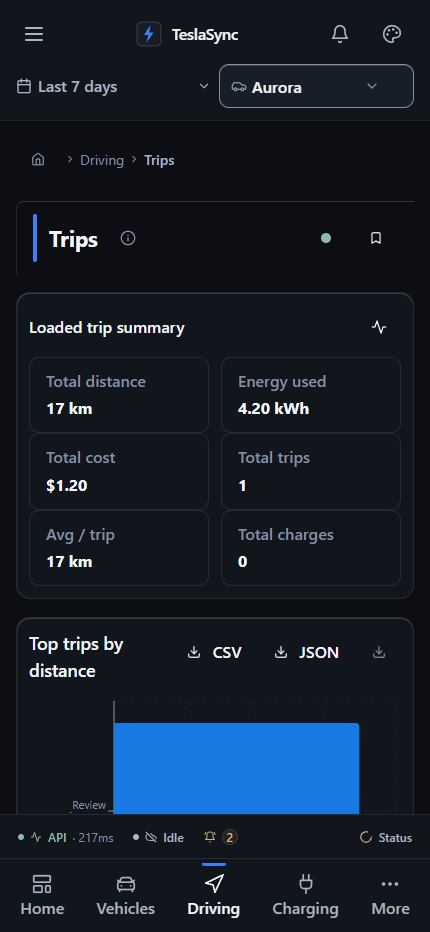 TeslaSync
Last 7 days
Aurora
Driving
Trips
Trips
Loaded trip summary
Total distance
17 km
Energy used
4.20 kWh
Total cost
$1.20
Total trips
1
Avg / trip
17 km
Total charges
0
Top trips by
distance
CSV
JSON
Review
API · 217ms
Idle
2
Status
Home
Vehicles
Driving
Charging
More